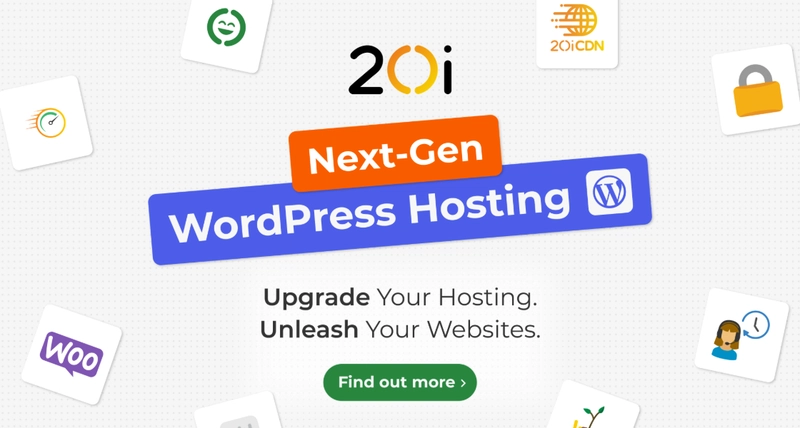 20i
20iCDN
Next-Gen
WordPress Hosting
Upgrade Your Hosting.
Unleash Your Websites.
Woo
Find out more ›